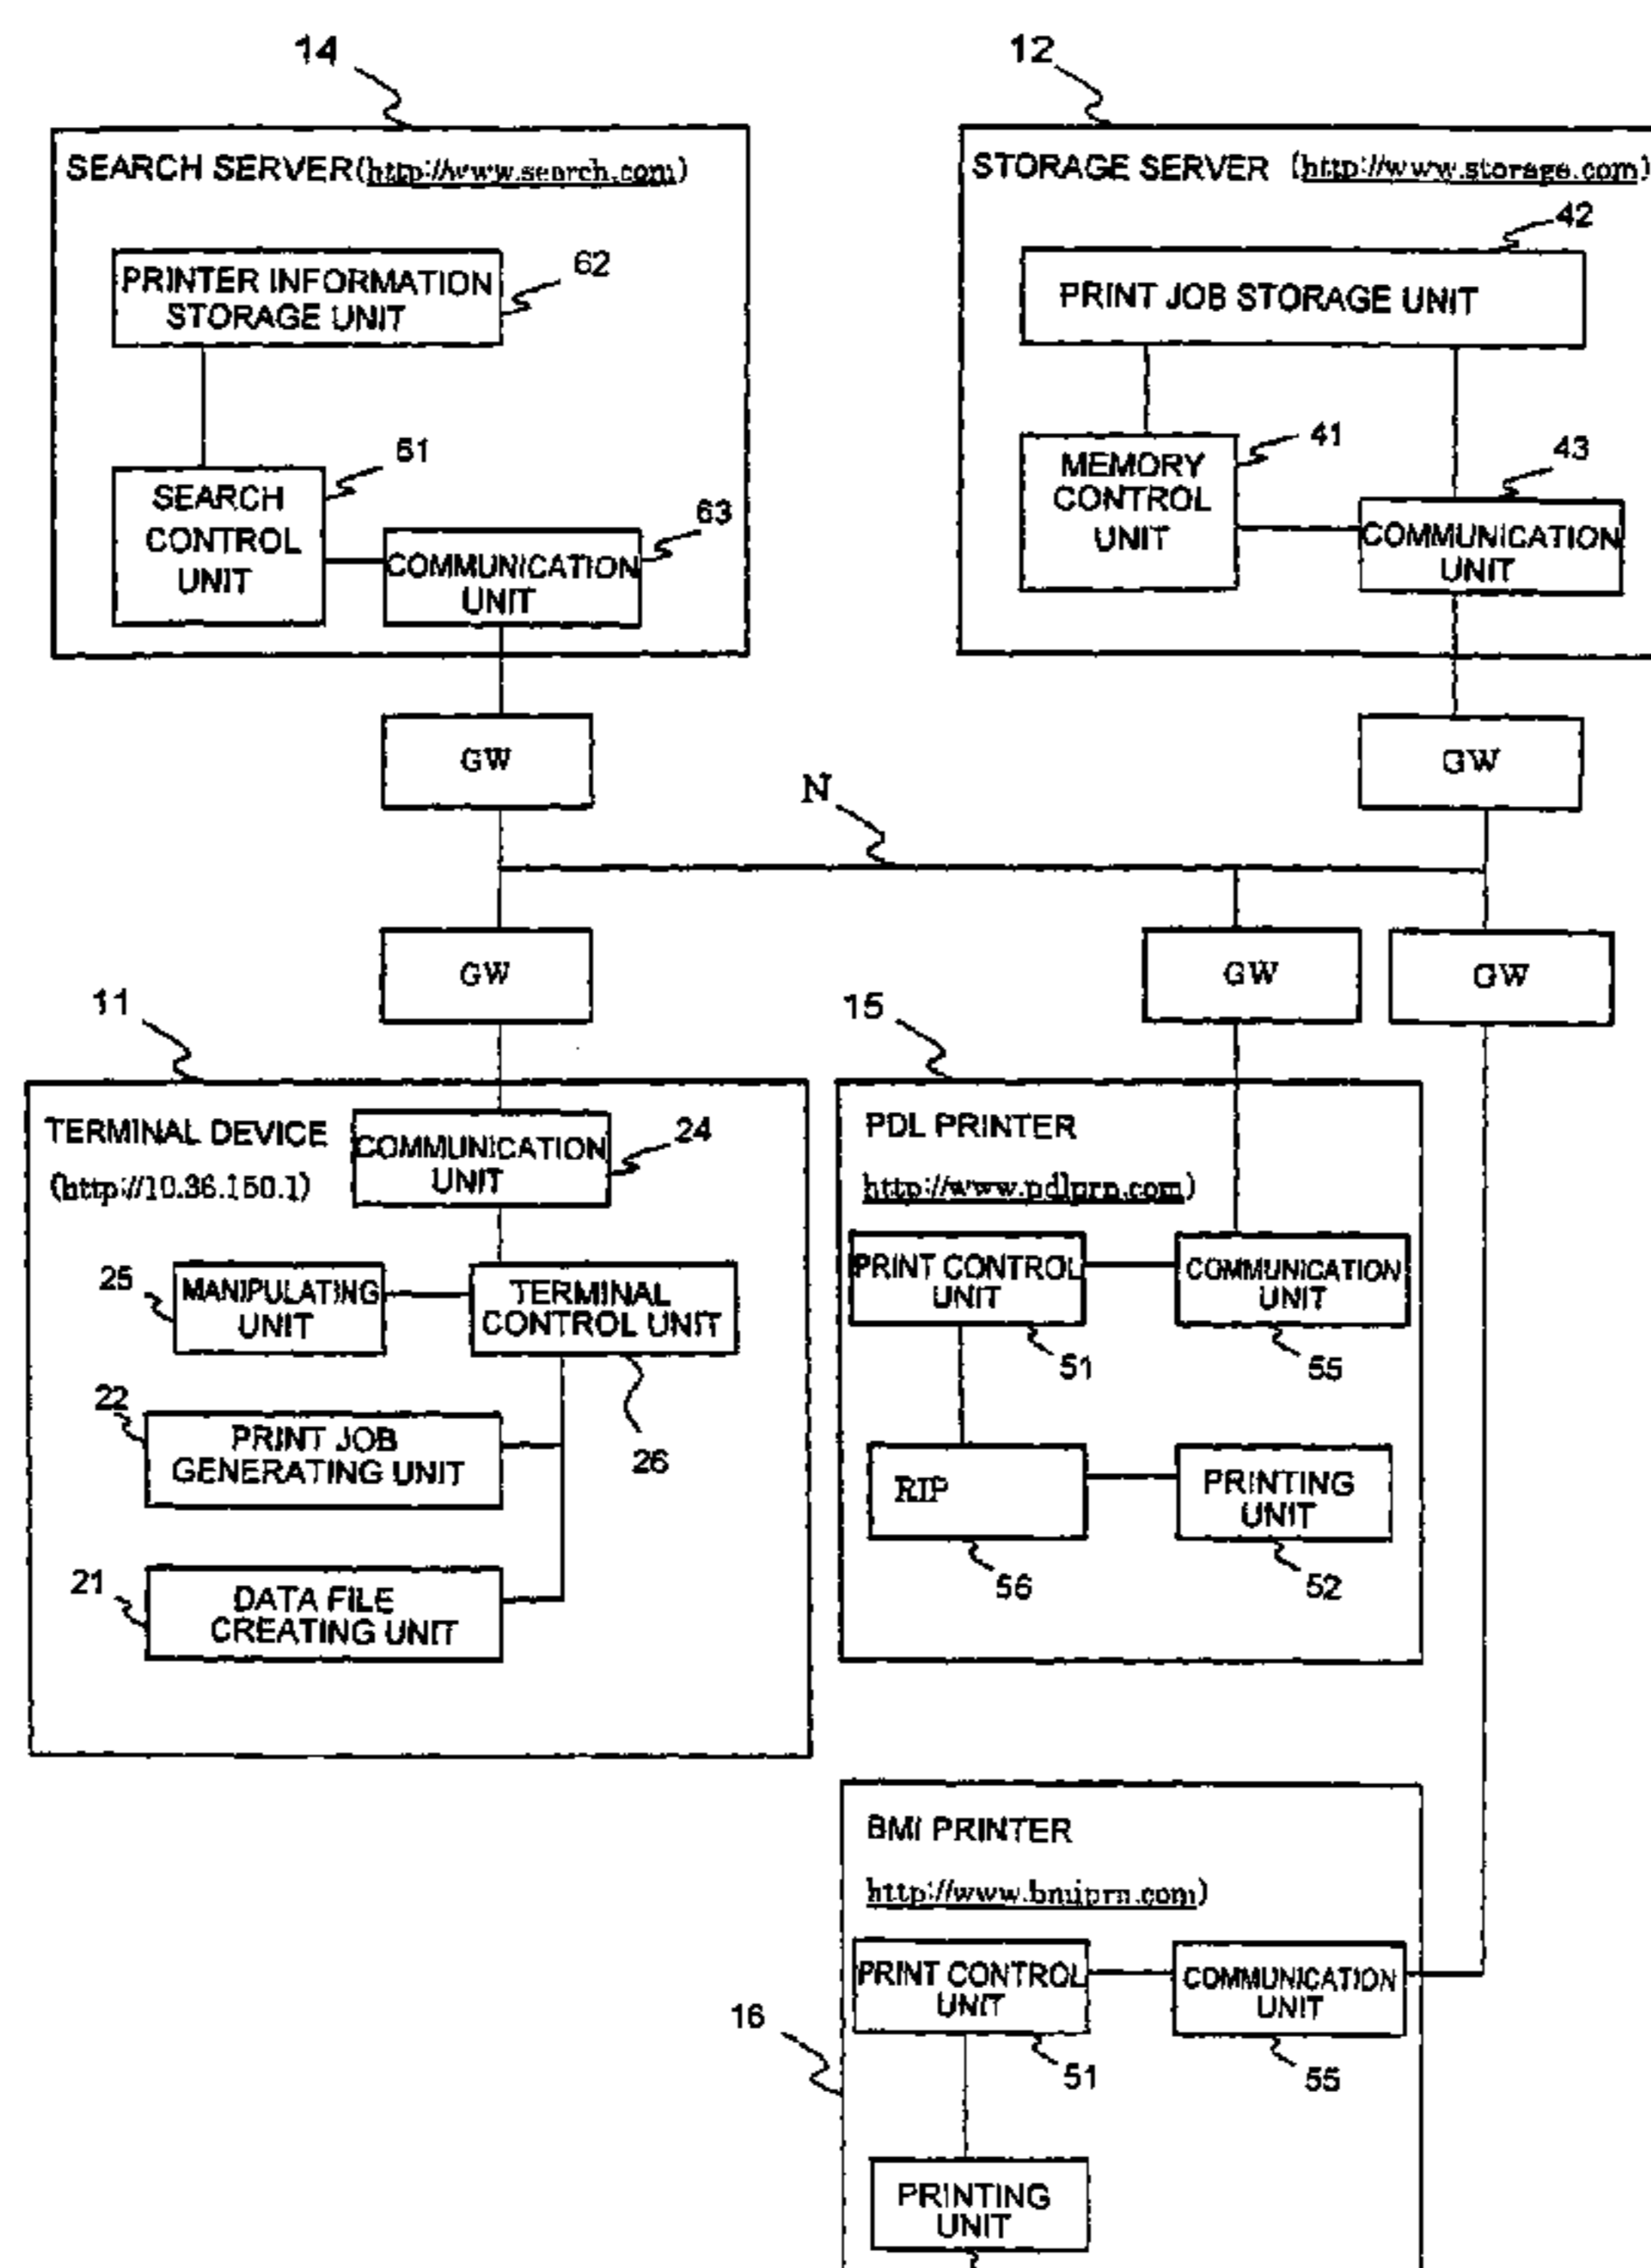 14
12
SEARCH SERVER(http://www.search.com)
STORAGE SERVER (http://www.storage.com)
42
PRINTER INFORMATION
STORAGE UNIT
62
PRINT JOB STORAGE UNIT
61
41
43
SEARCH
CONTROL
UNIT
63
COMMUNICATION
UNIT
MEMORY
CONTROL
UNIT
COMMUNICATION
UNIT
GW
GW
N
GW
GW
GW
11
15
TERMINAL DEVICE
(http://10.36.150.1)
COMMUNICATION
UNIT
24
PDL PRINTER
http://www.pdlprn.com)
25
MANIPULATING
UNIT
TERMINAL
CONTROL UNIT
PRINT CONTROL
UNIT
COMMUNICATION
UNIT
51
55
22
PRINT JOB
GENERATING UNIT
26
RIP
PRINTING
UNIT
21
DATA FILE
CREATING UNIT
56
52
BMI PRINTER
http://www.bmiprn.com)
PRINT CONTROL
UNIT
COMMUNICATION
UNIT
16
51
55
PRINTING
UNIT